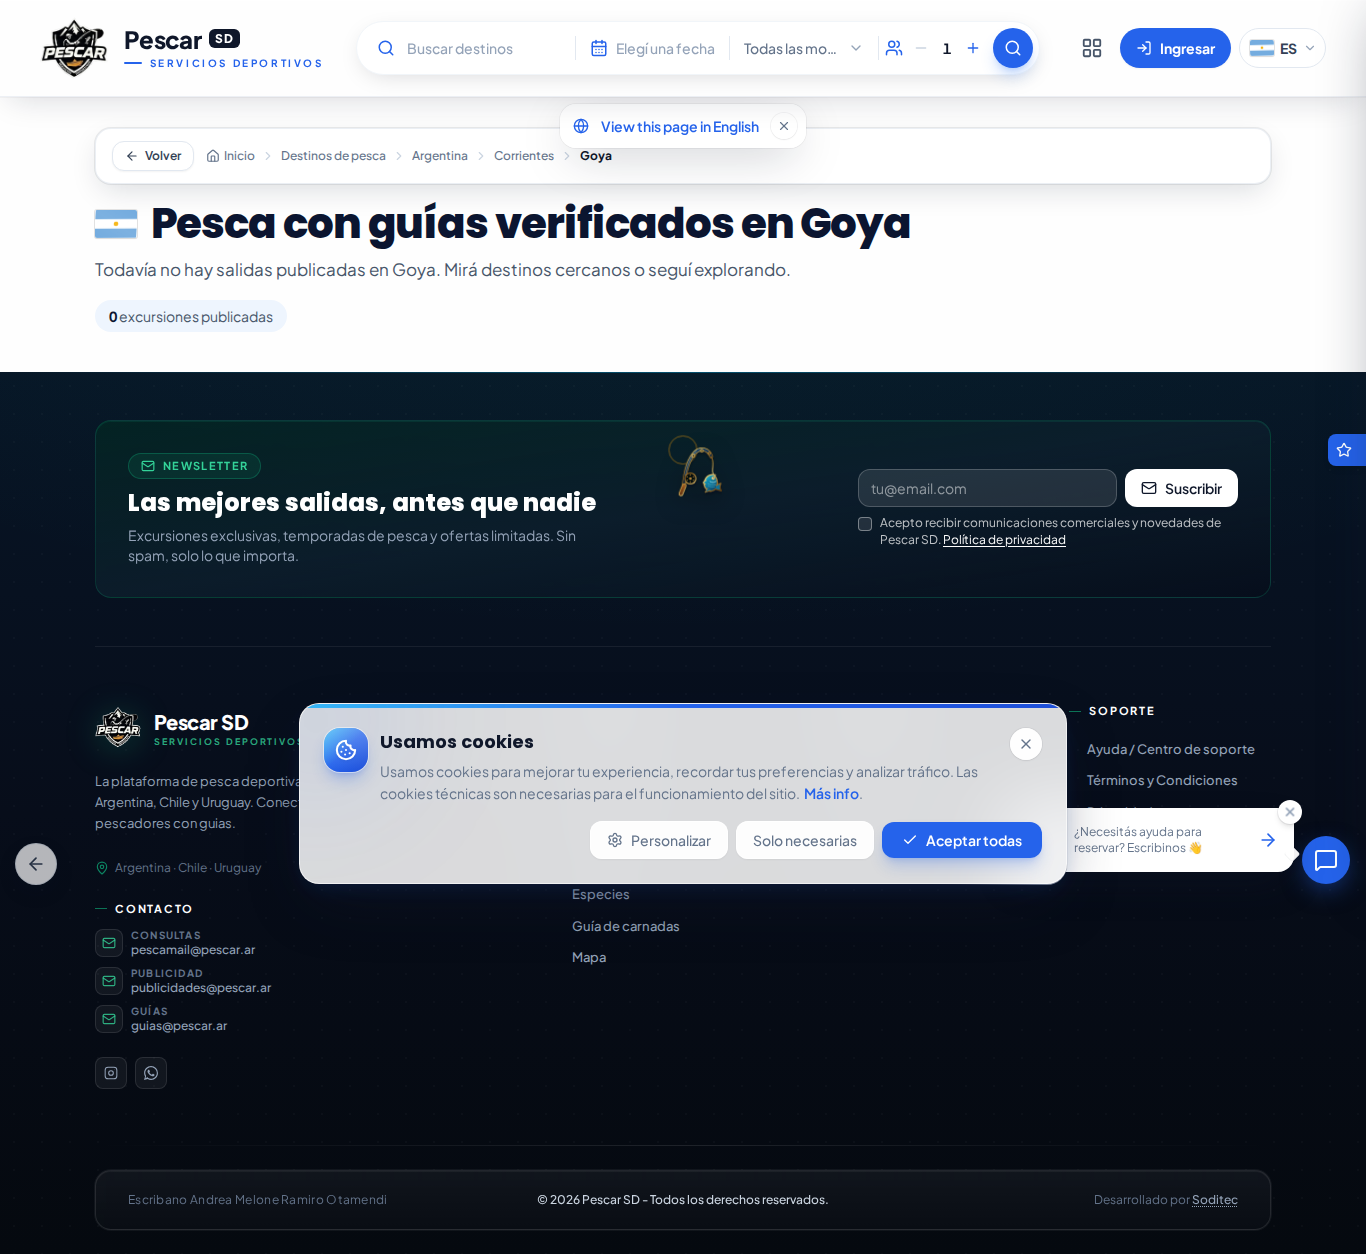 PESCAR
Pescar SD
SERVICIOS DEPORTIVOS
Buscar destinos
Elegí una fecha
Todas las mo...
1
Ingresar
ES
View this page in English
Volver
Inicio
Destinos de pesca
Argentina
Corrientes
Goya
Pesca con guías verificados en Goya
Todavía no hay salidas publicadas en Goya. Mirá destinos cercanos o seguí explorando.
0 excursiones publicadas
NEWSLETTER
Las mejores salidas, antes que nadie
Excursiones exclusivas, temporadas de pesca y ofertas limitadas. Sin
spam, solo lo que importa.
tu@email.com
Suscribir
Acepto recibir comunicaciones comerciales y novedades de
Pescar SD. Política de privacidad
PESCAR
Pescar SD
SERVICIOS DEPORTIVOS
La plataforma de pesca deportiva
Argentina, Chile y Uruguay.
pescadores con guias.
Argentina · Chile · Uruguay
CONTACTO
CONSULTAS
pescamail@pescar.ar
PUBLICIDAD
publicidades@pescar.ar
GUÍAS
guias@pescar.ar
Usamos cookies
Usamos cookies para mejorar tu experiencia, recordar tus preferencias y analizar tráfico. Las
cookies técnicas son necesarias para el funcionamiento del sitio. Más info.
Personalizar
Solo necesarias
Aceptar todas
Especies
Guía de carnadas
Mapa
SOPORTE
Ayuda / Centro de soporte
Términos y Condiciones
¿Necesitás ayuda para
reservar? Escribinos 👋
Escribano Andrea Melone Ramiro Otamendi
© 2026 Pescar SD - Todos los derechos reservados.
Desarrollado por Soditec